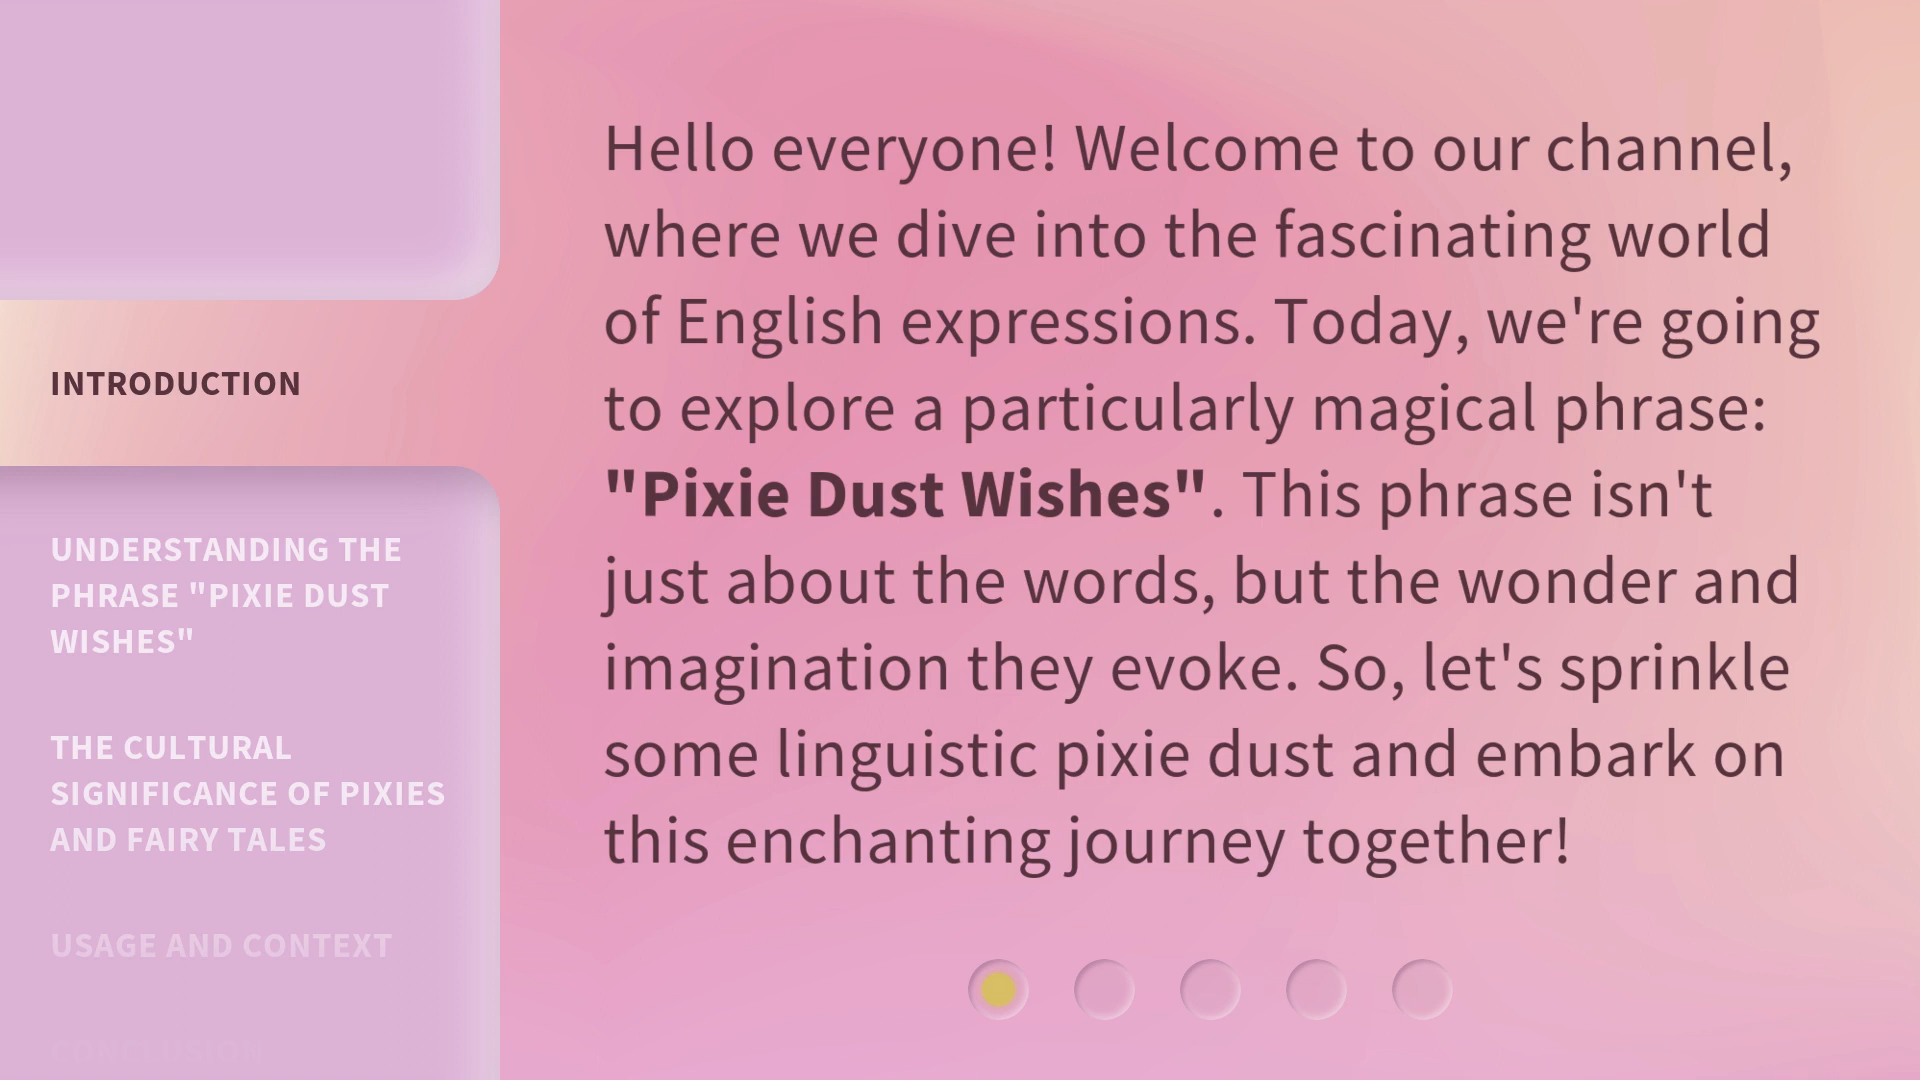 INTRODUCTION
UNDERSTANDING THE
PHRASE "PIXIE DUST
WISHES"
THE CULTURAL
SIGNIFICANCE OF PIXIES
AND FAIRY TALES
USAGE AND CONTEXT
CONCLUSION
Hello everyone! Welcome to our channel,
where we dive into the fascinating world
of English expressions. Today, we're going
to explore a particularly magical phrase:
"Pixie Dust Wishes". This phrase isn't
just about the words, but the wonder and
imagination they evoke. So, let's sprinkle
some linguistic pixie dust and embark on
this enchanting journey together!